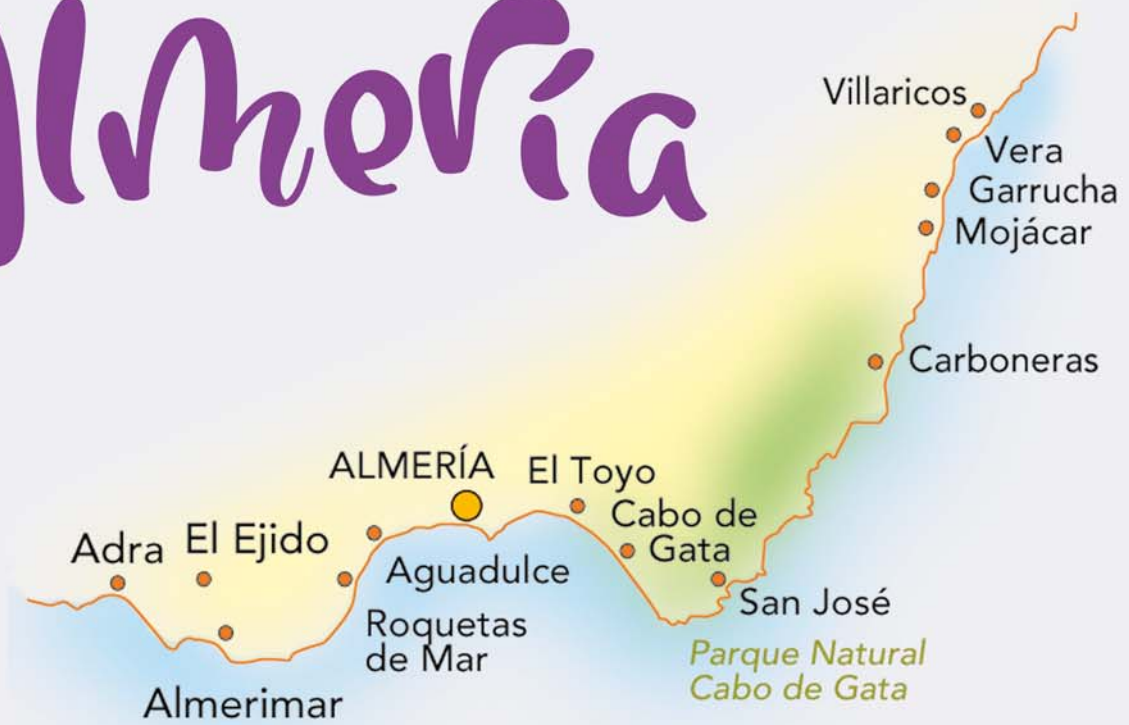 Almería
Villaricos
Vera
Garrucha
Mojácar
Carboneras
ALMERÍA
El Toyo
Cabo de
Gata
Adra
El Ejido
Aguadulce
San José
Roquetas
de Mar
Parque Natural
Cabo de Gata
Almerimar